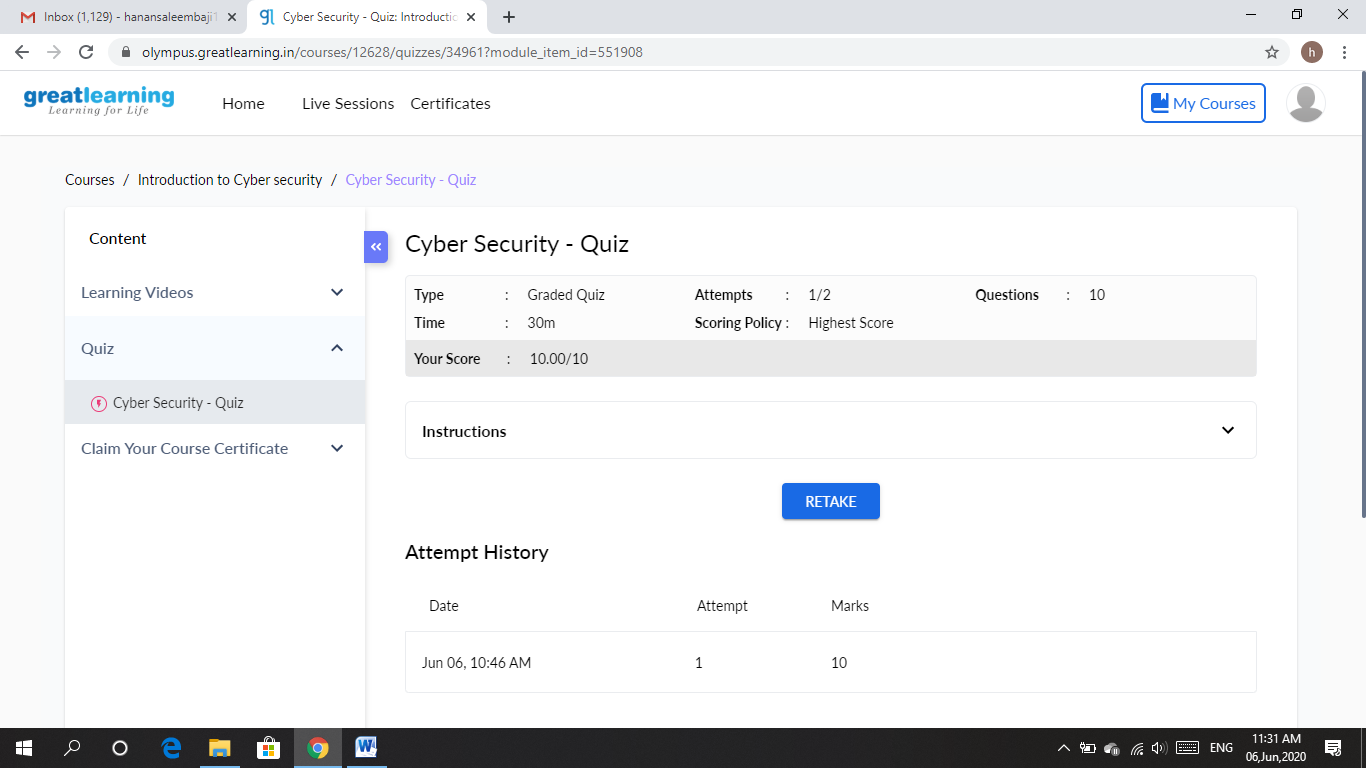 Inbox (1,129) - hanansaleembaji1
Cyber Security - Quiz: Introductio
olympus.greatlearning.in/courses/12628/quizzes/34961?module_item_id=551908
h
greatlearning
Learning for Life
Home Live Sessions Certificates
My Courses
Courses / Introduction to Cyber security / Cyber Security - Quiz
Content
Learning Videos
Quiz
Cyber Security - Quiz
Claim Your Course Certificate
Cyber Security - Quiz
Type : Graded Quiz Attempts : 1/2 Questions : 10
Time : 30m Scoring Policy : Highest Score
Your Score : 10.00/10
Instructions
RETAKE
Attempt History
Date Attempt Marks
Jun 06, 10:46 AM 1 10
ENG
11:31 AM
06,Jun,2020